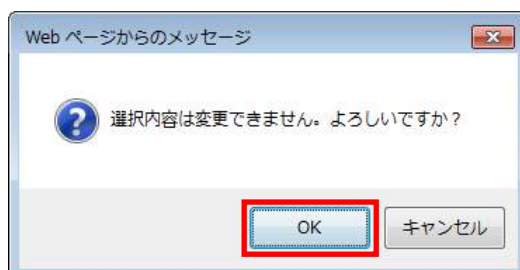 Web ページからのメッセージ
選択内容は変更できません。よろしいですか？
OK
キャンセル